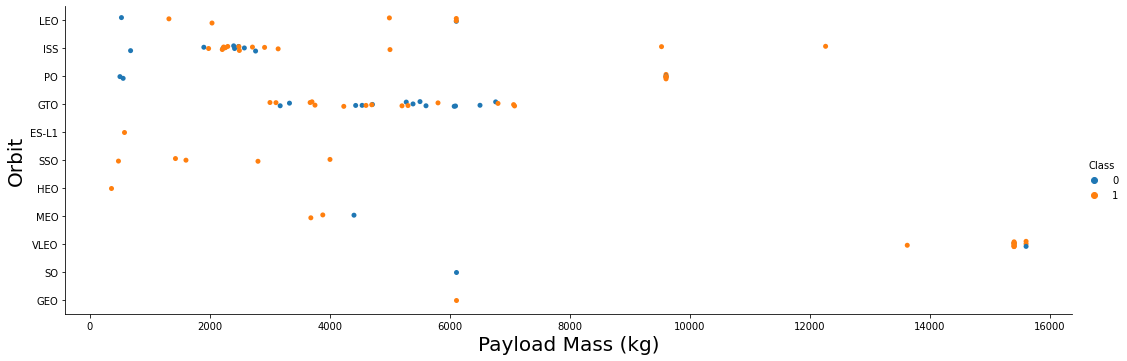 LEO
ISS
PO
GTO
ES-L1
SSO
HEO
MEO
VLEO
SO
GEO
Orbit
0 2000 4000 6000 8000 10000 12000 14000 16000
Payload Mass (kg)
Class
0
1